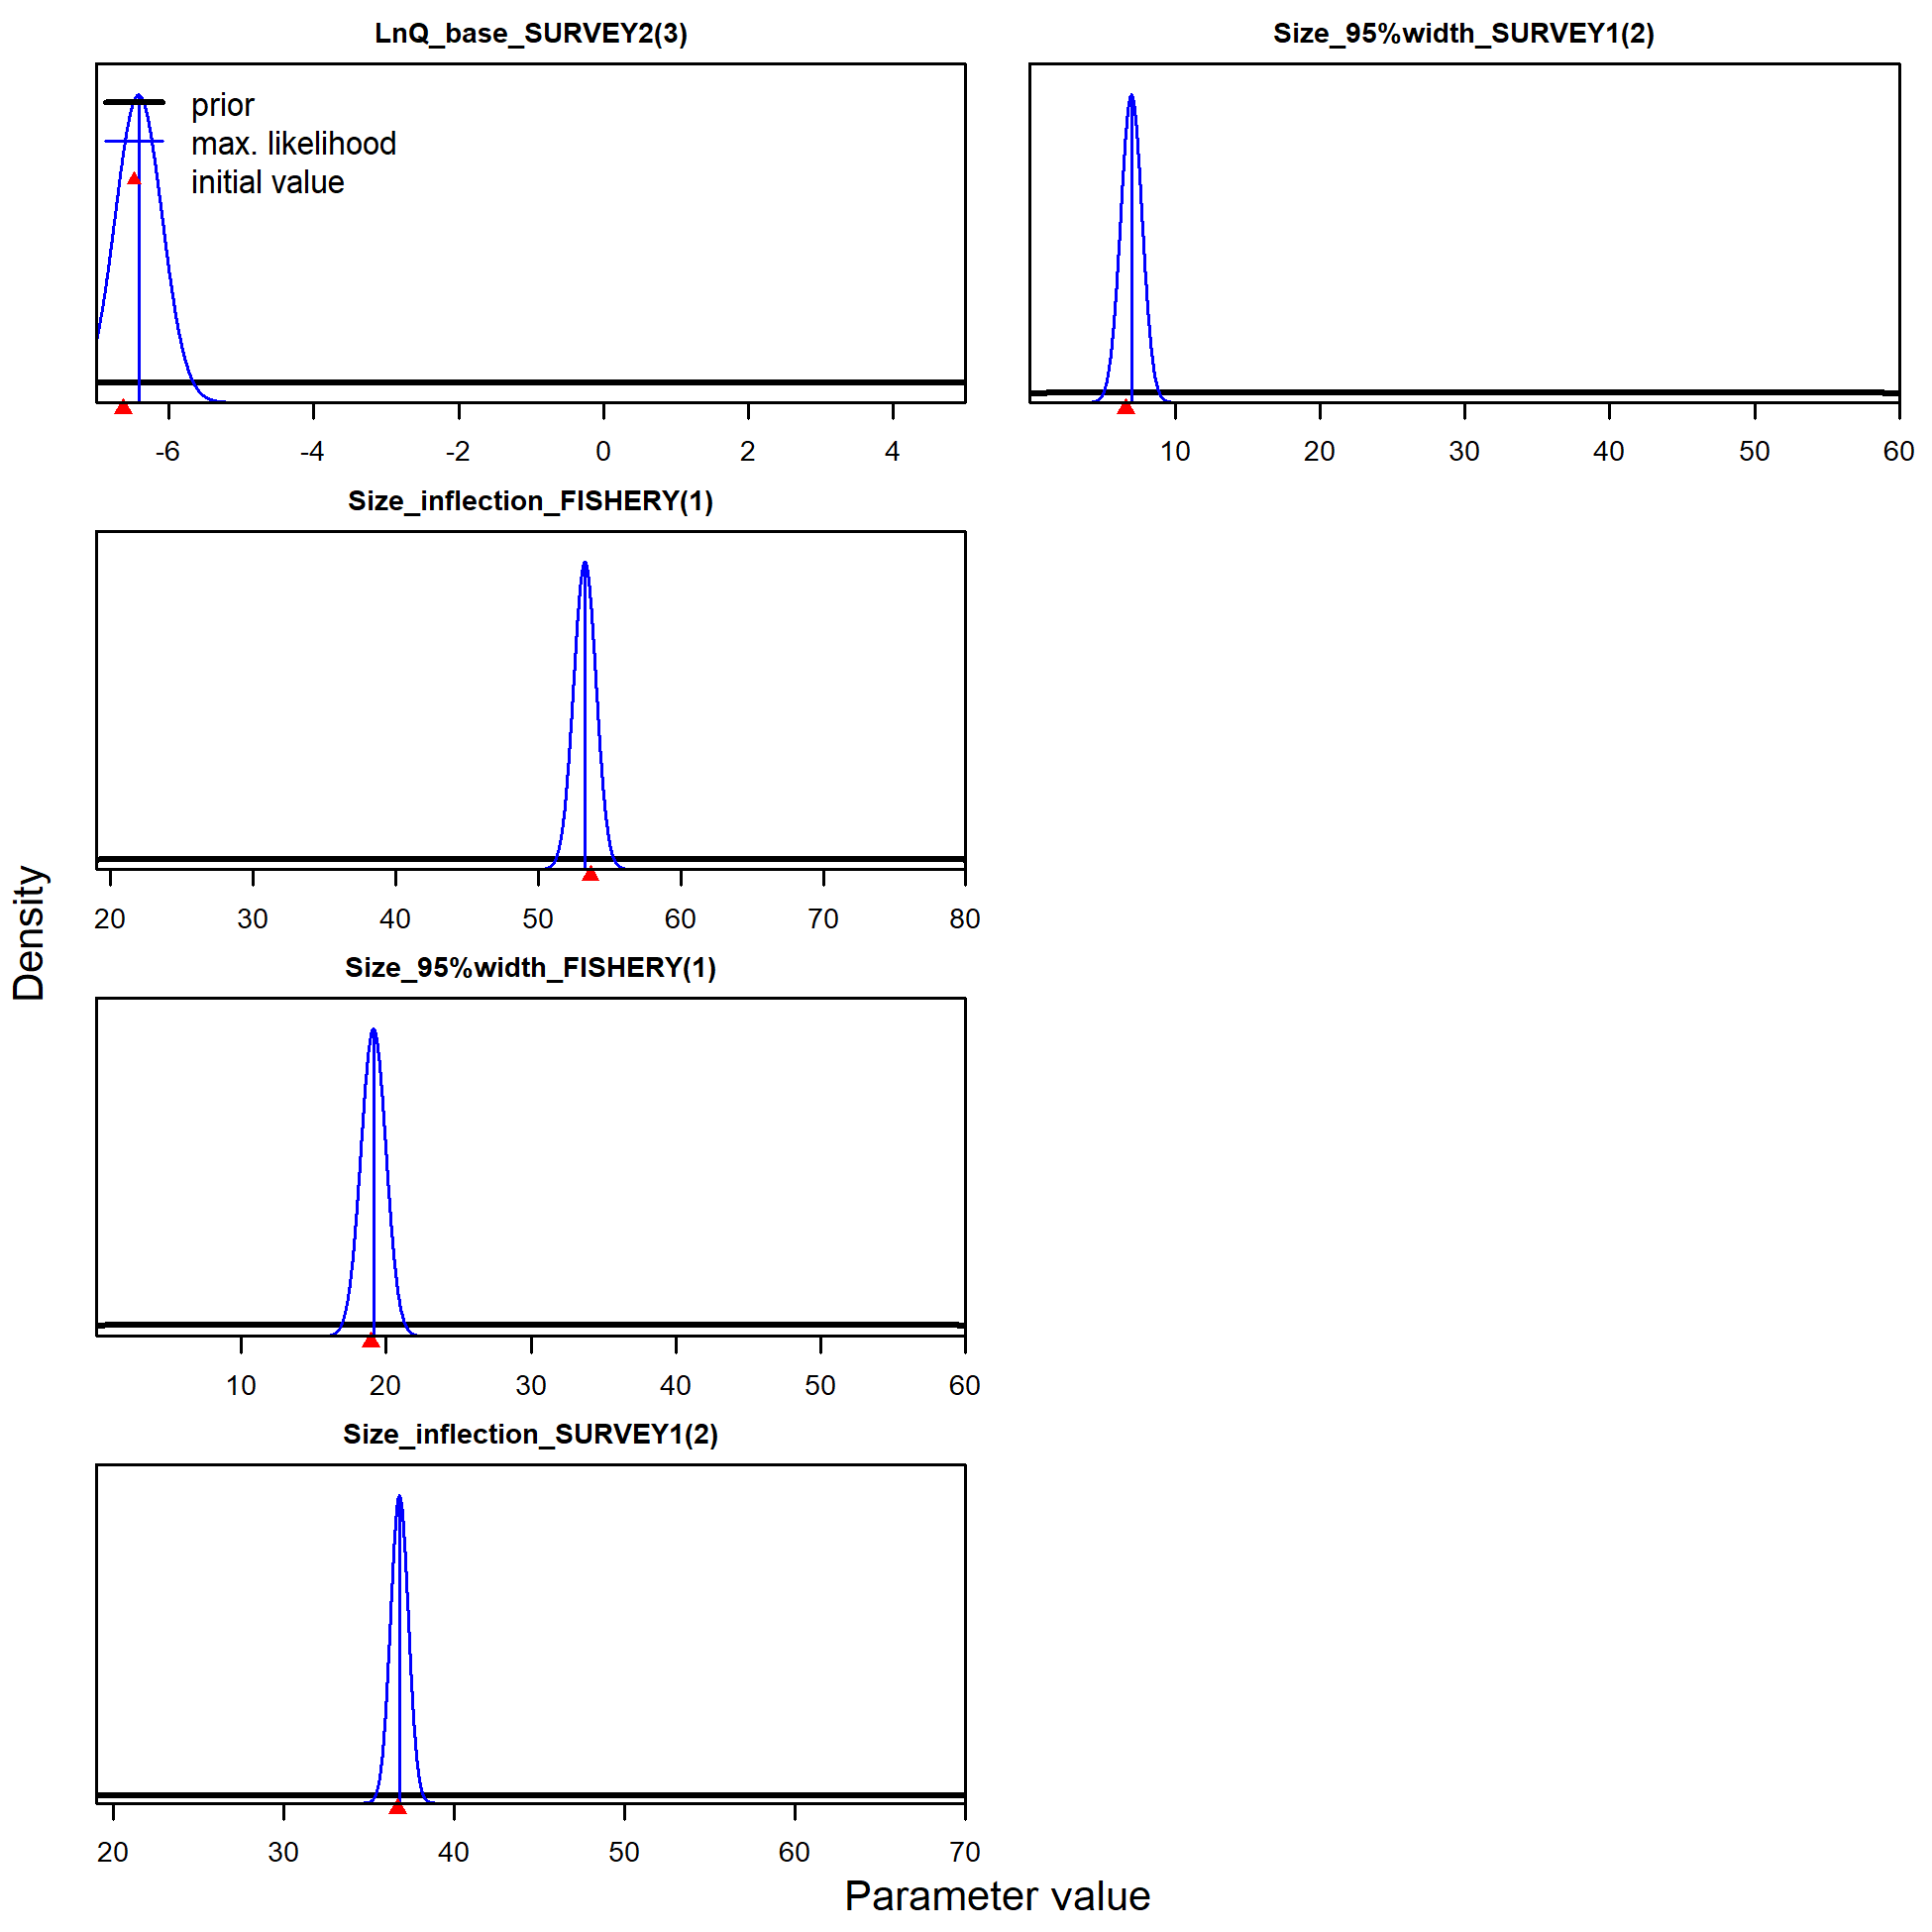 LnQ_base_SURVEY2(3)
prior
max. likelihood
initial value
-6 -4 -2 0 2 4
Size_95%width_SURVEY1(2)
10 20 30 40 50 60
Size_inflection_FISHERY(1)
20 30 40 50 60 70 80
Size_95%width_FISHERY(1)
10 20 30 40 50 60
Size_inflection_SURVEY1(2)
20 30 40 50 60 70
Density
Parameter value